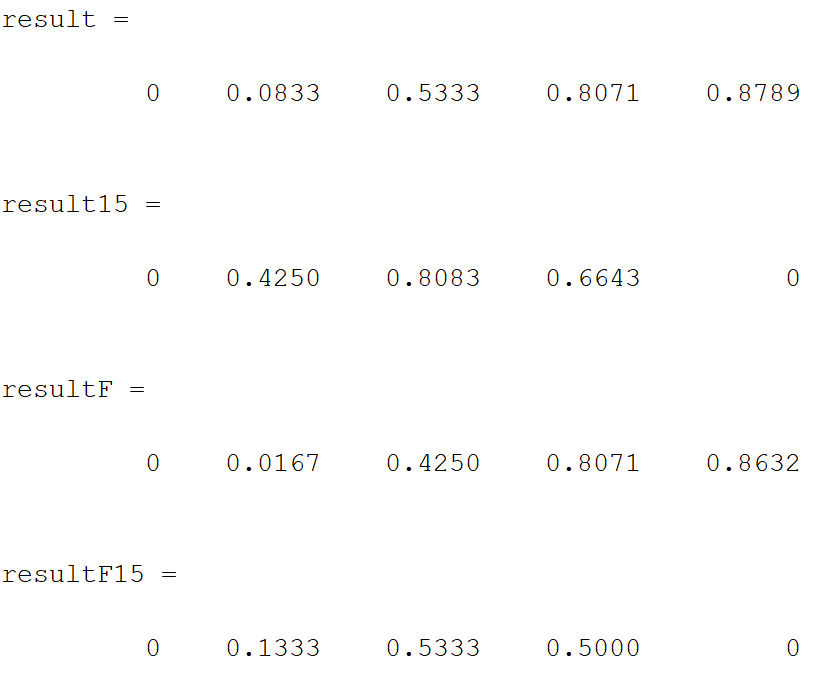 result =
0 0.0833 0.5333 0.8071 0.8789
result15 =
0 0.4250 0.8083 0.6643 0
resultF =
0 0.0167 0.4250 0.8071 0.8632
resultF15 =
0 0.1333 0.5333 0.5000 0